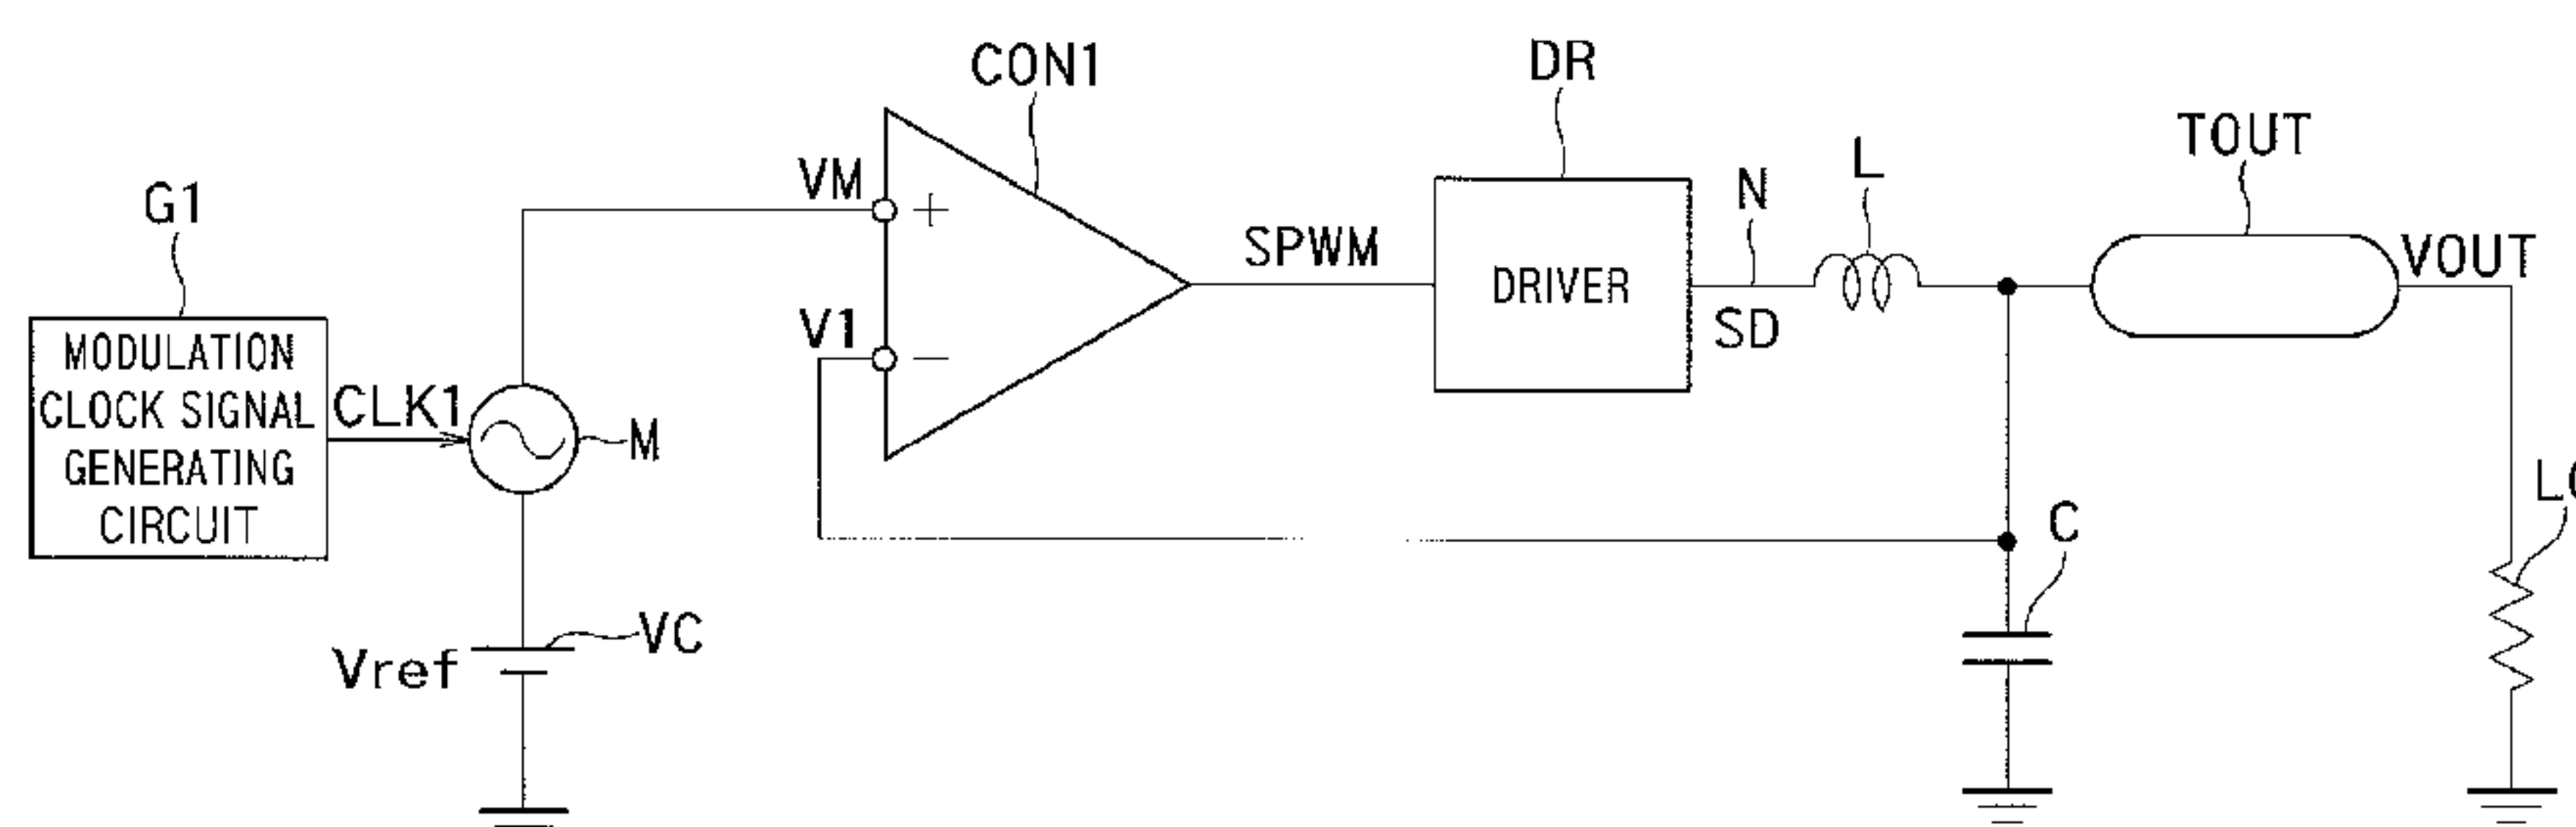 CON1
DR
TOUT
L
N
VM
G1
+
SPWM
VOUT
DRIVER
SD
V1
−
MODULATION
CLOCK SIGNAL
GENERATING
CIRCUIT
CLK1
M
C
VC
Vref